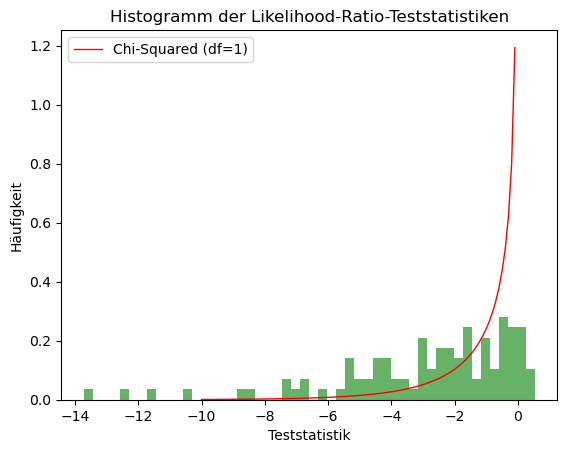 Histogramm der Likelihood-Ratio-Teststatistiken
Chi-Squared (df=1)
Häufigkeit
1.2
1.0
0.8
0.6
0.4
0.2
0.0
−14 −12 −10 −8 −6 −4 −2 0
Teststatistik